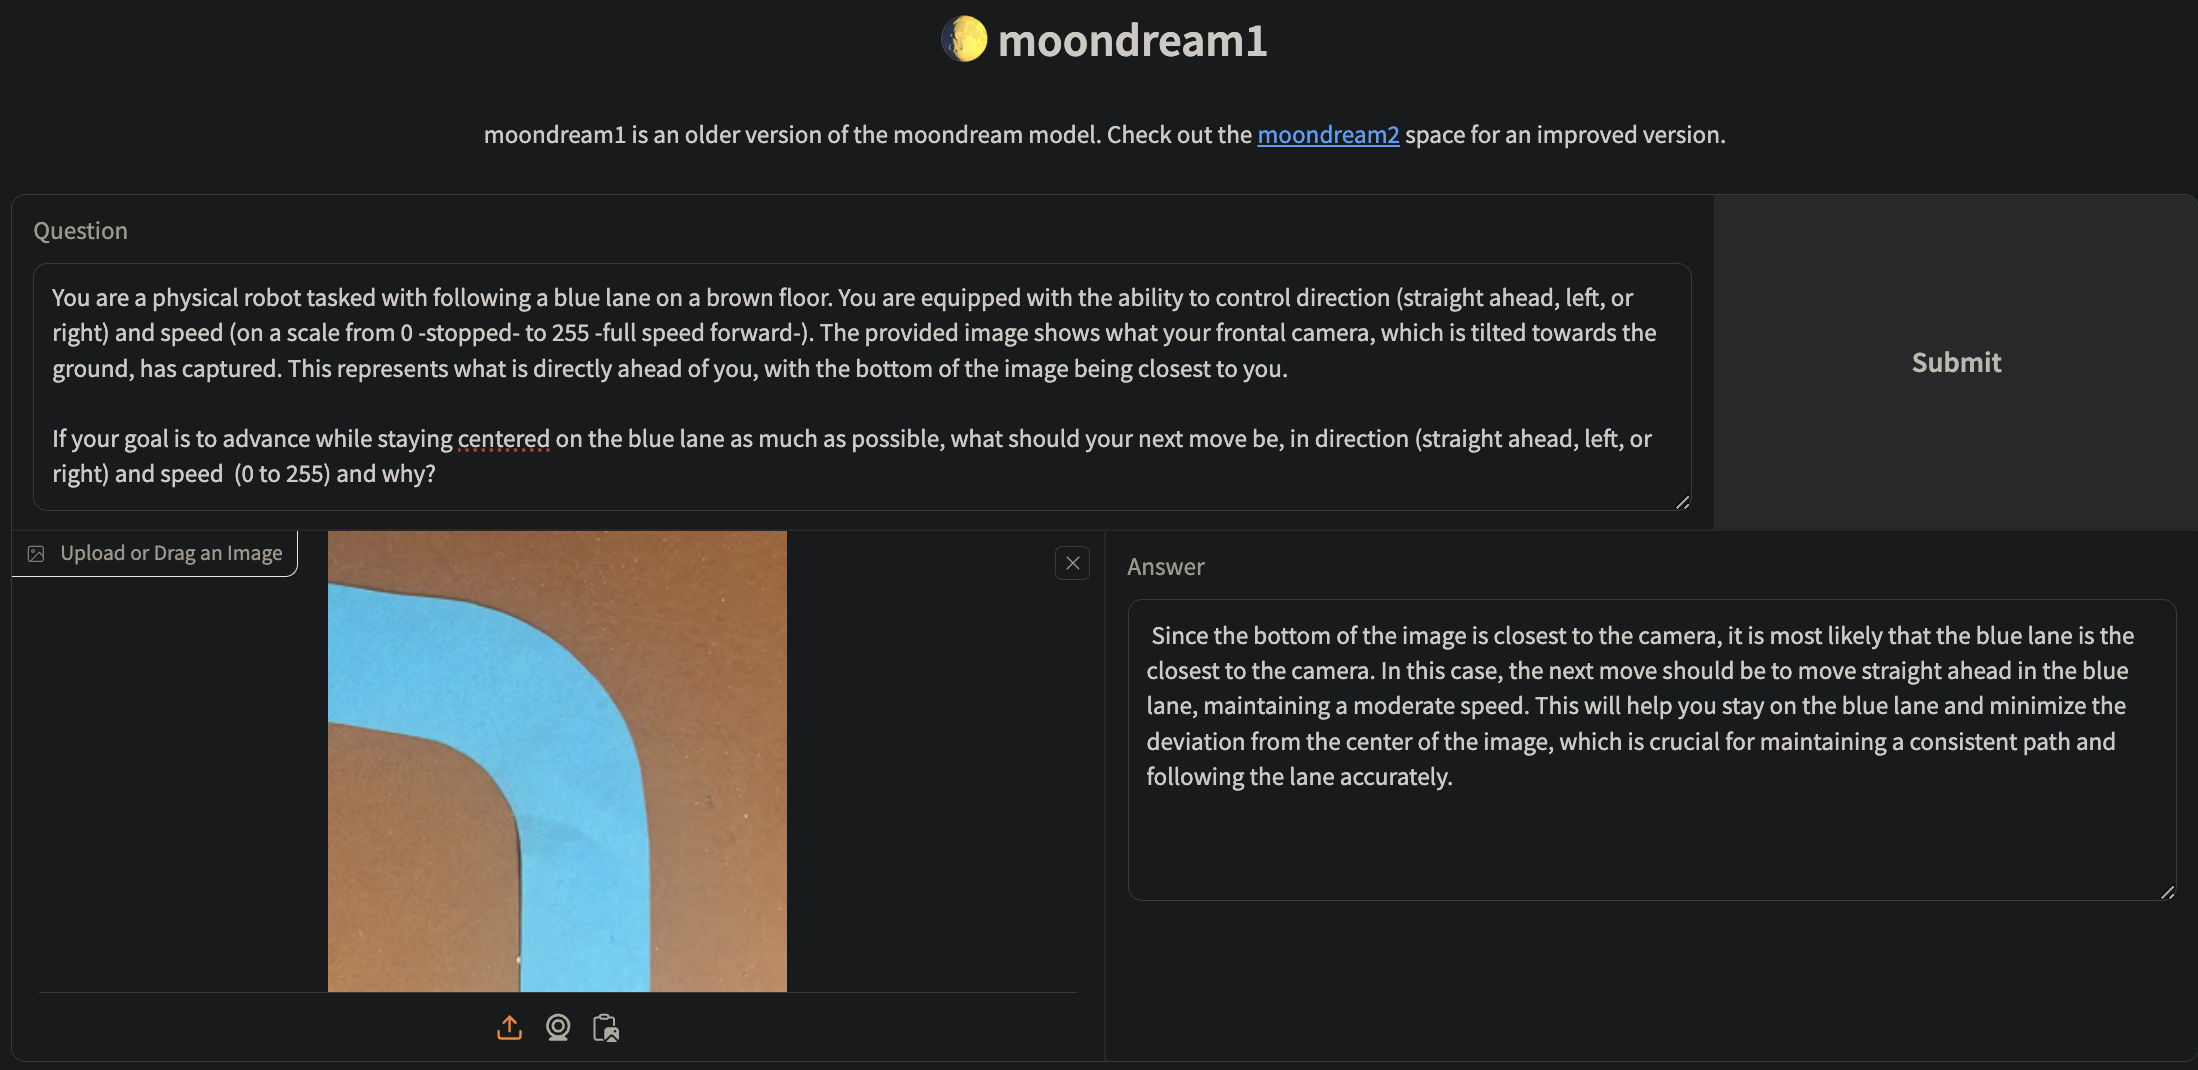 moondream1
moondream1 is an older version of the moondream model. Check out the moondream2 space for an improved version.
Question
You are a physical robot tasked with following a blue lane on a brown floor. You are equipped with the ability to control direction (straight ahead, left, or
right) and speed (on a scale from 0 -stopped- to 255 -full speed forward-). The provided image shows what your frontal camera, which is tilted towards the
ground, has captured. This represents what is directly ahead of you, with the bottom of the image being closest to you.
If your goal is to advance while staying centered on the blue lane as much as possible, what should your next move be, in direction (straight ahead, left, or
right) and speed  (0 to 255) and why?
Submit
Upload or Drag an Image
Answer
Since the bottom of the image is closest to the camera, it is most likely that the blue lane is the
closest to the camera. In this case, the next move should be to move straight ahead in the blue
lane, maintaining a moderate speed. This will help you stay on the blue lane and minimize the
deviation from the center of the image, which is crucial for maintaining a consistent path and
following the lane accurately.